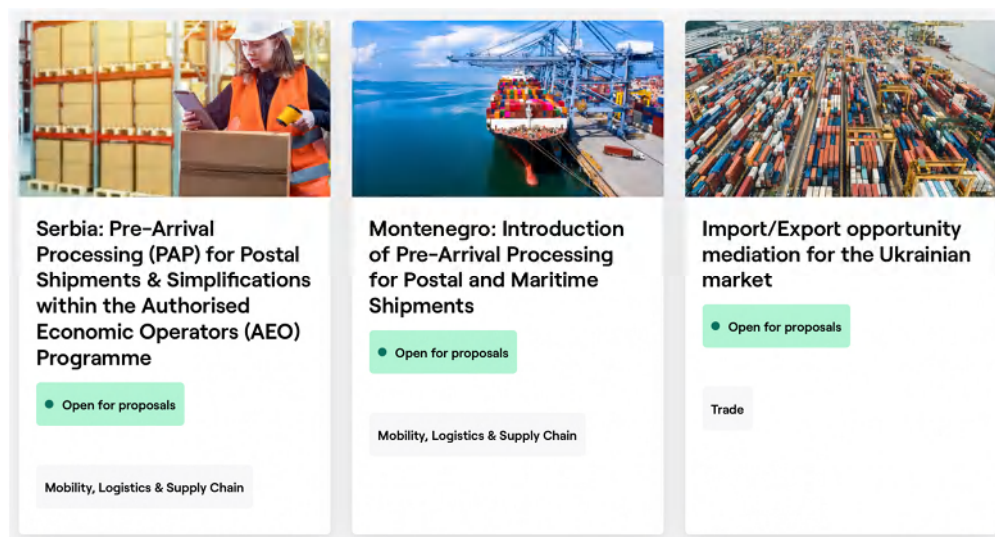 Serbia: Pre-Arrival
Processing (PAP) for Postal
Shipments & Simplifications
within the Authorised
Economic Operators (AEO)
Programme
Open for proposals
Mobility, Logistics & Supply Chain
Montenegro: Introduction
of Pre-Arrival Processing
for Postal and Maritime
Shipments
Open for proposals
Mobility, Logistics & Supply Chain
Import/Export opportunity
mediation for the Ukrainian
market
Open for proposals
Trade